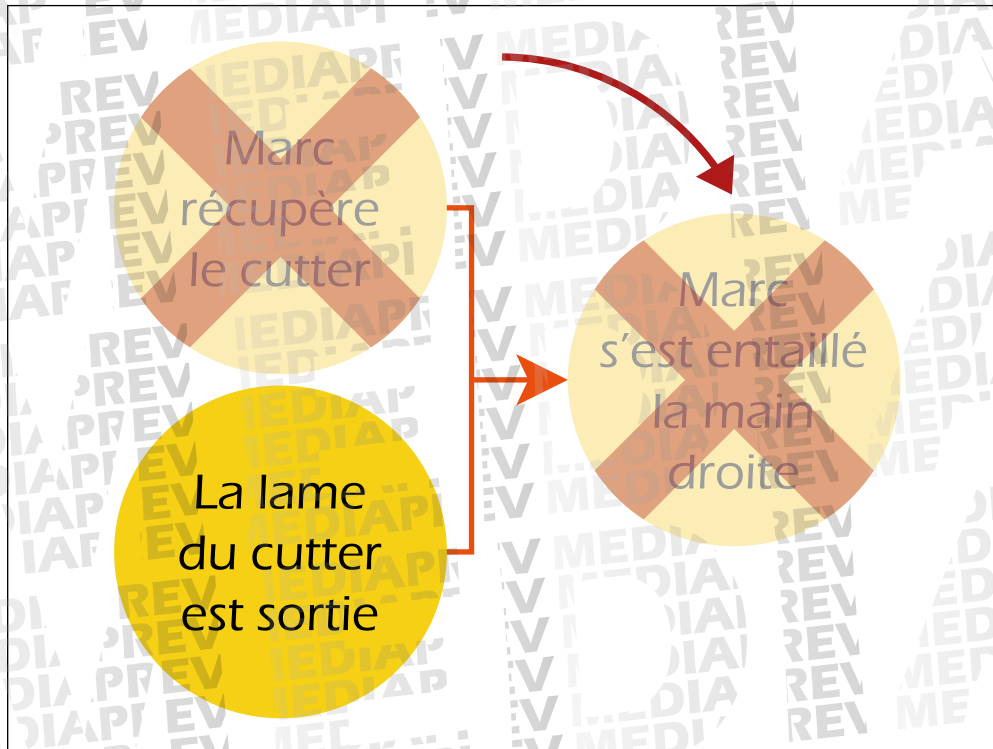 Marc
récupère
le cutter
Marc
s'est entaillé
la main
droite
La lame
du cutter
est sortie